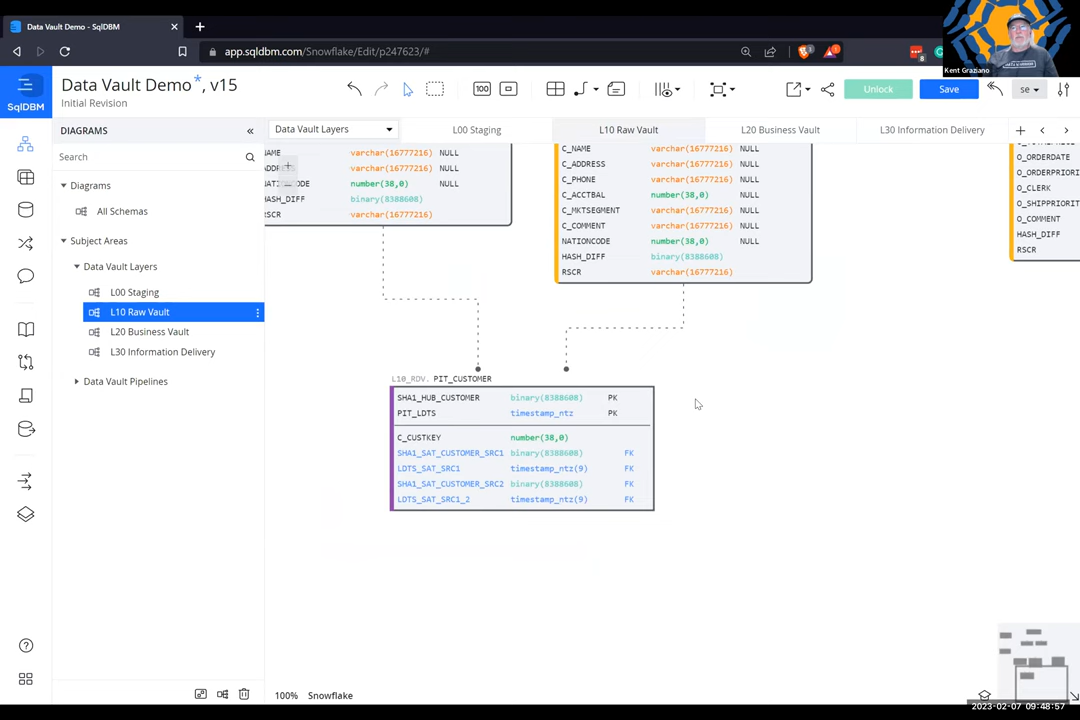 Data Vault Demo - SqlDBM
app.sqldbm.com/Snowflake/Edit/p247623/#
Kent Graziano
SqlDBM
Data Vault Demo*, v15
Initial Revision
100
Unlock
Save
se
DIAGRAMS
Search
Diagrams
All Schemas
Subject Areas
Data Vault Layers
L00 Staging
L10 Raw Vault
L20 Business Vault
L30 Information Delivery
Data Vault Pipelines
Data Vault Layers
L00 Staging
L10 Raw Vault
L20 Business Vault
L30 Information Delivery
AME varchar(16777216) NULL
ADDRESS varchar(16777216) NULL
NATIONCODE number(38,0) NULL
HASH_DIFF binary(8388608)
RSCR varchar(16777216)
C_NAME varchar(16777216) NULL
C_ADDRESS varchar(16777216) NULL
C_PHONE varchar(16777216) NULL
C_ACCTBAL number(38,0) NULL
C_MKTSEGMENT varchar(16777216) NULL
C_COMMENT varchar(16777216) NULL
NATIONCODE number(38,0) NULL
HASH_DIFF binary(8388608)
RSCR varchar(16777216)
O_ORDERDATE
O_ORDERPRIO
O_CLERK
O_SHIPPRIORIT
O_COMMENT
HASH_DIFF
RSCR
L10_RDV. PIT_CUSTOMER
SHA1_HUB_CUSTOMER binary(8388608) PK
PIT_LDTS timestamp_ntz PK
C_CUSTKEY number(38,0)
SHA1_SAT_CUSTOMER_SRC1 binary(8388608) FK
LDTS_SAT_SRC1 timestamp_ntz(9) FK
SHA1_SAT_CUSTOMER_SRC2 binary(8388608) FK
LDTS_SAT_SRC1_2 timestamp_ntz(9) FK
100% Snowflake
2023-02-07 09:48:57